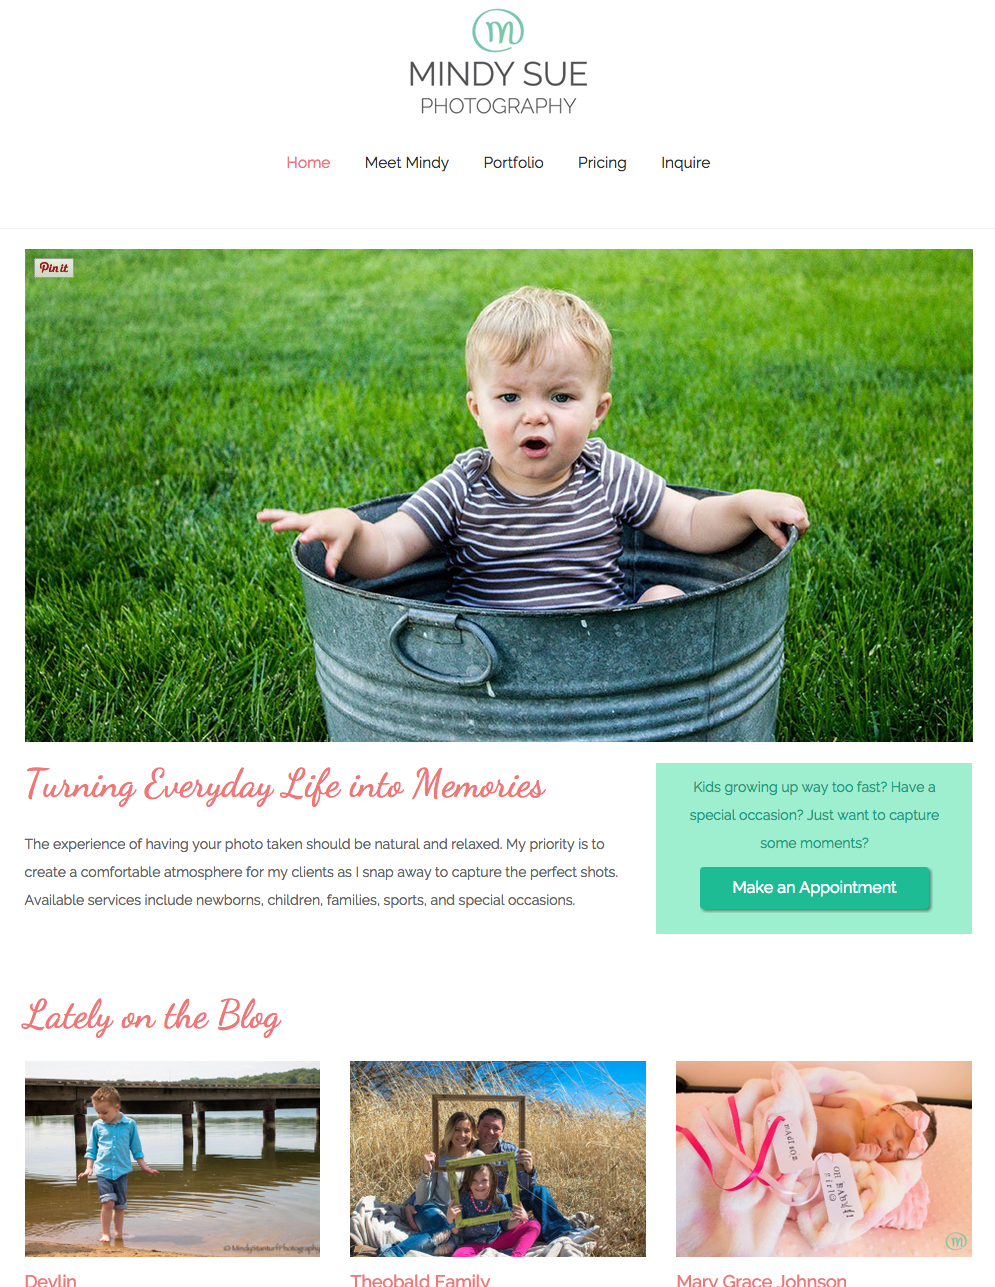 m
MINDY SUE
PHOTOGRAPHY
Home Meet Mindy Portfolio Pricing Inquire
Pin it
Turning Everyday Life into Memories
The experience of having your photo taken should be natural and relaxed. My priority is to
create a comfortable atmosphere for my clients as I snap away to capture the perfect shots.
Available services include newborns, children, families, sports, and special occasions.
Kids growing up way too fast? Have a
special occasion? Just want to capture
some moments?
Make an Appointment
Lately on the Blog
© MindyStanturfPhotography
OH BABY!
girl
m
Devlin
Theobald Family
Mary Grace Johnson